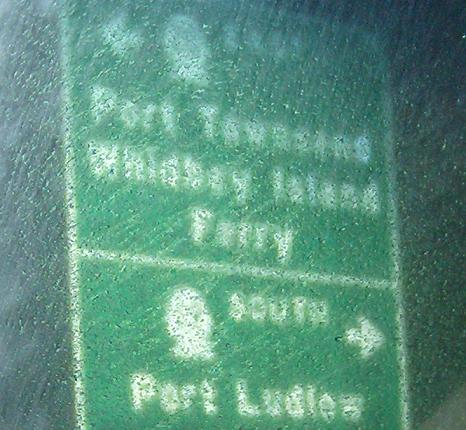 Port Townsend
Whidbey Island
Ferry
SOUTH
Port Ludlow